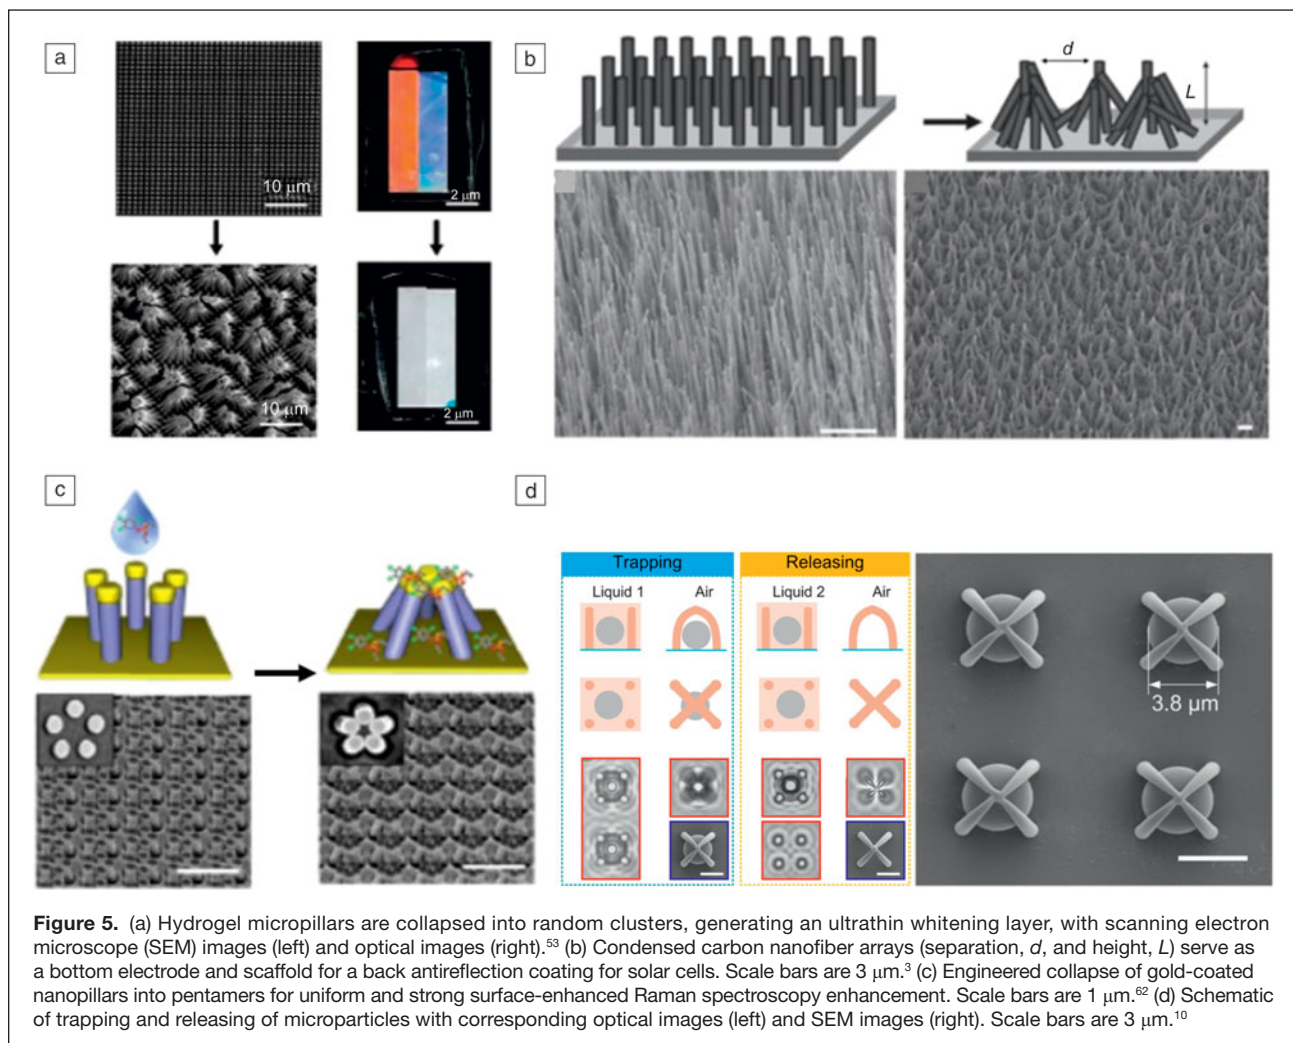 a
10 μm
2 μm
10 μm
2 μm
b
d
L
c
d
Trapping
Releasing
Liquid 1 Air
Liquid 2 Air
3.8 μm
Figure 5. (a) Hydrogel micropillars are collapsed into random clusters, generating an ultrathin whitening layer, with scanning electron
microscope (SEM) images (left) and optical images (right).⁵³ (b) Condensed carbon nanofiber arrays (separation, d, and height, L) serve as
a bottom electrode and scaffold for a back antireflection coating for solar cells. Scale bars are 3 μm.³ (c) Engineered collapse of gold-coated
nanopillars into pentamers for uniform and strong surface-enhanced Raman spectroscopy enhancement. Scale bars are 1 μm.⁶² (d) Schematic
of trapping and releasing of microparticles with corresponding optical images (left) and SEM images (right). Scale bars are 3 μm.¹⁰